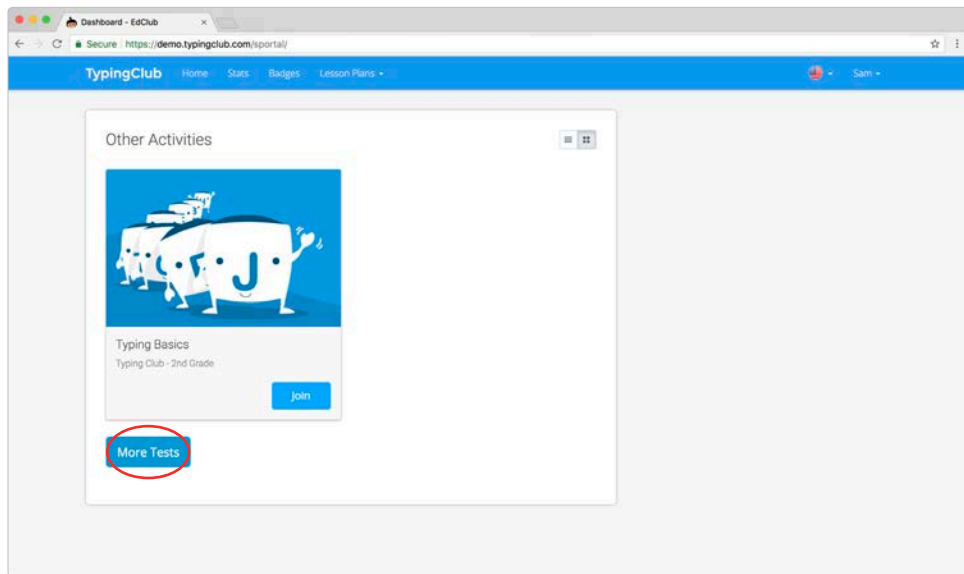 Dashboard - EdClub
Secure https://demo.typingclub.com/sportal/
TypingClub Home Stats Badges Lesson Plans Sam
Other Activities
J
Typing Basics
Typing Club - 2nd Grade
Join
More Tests